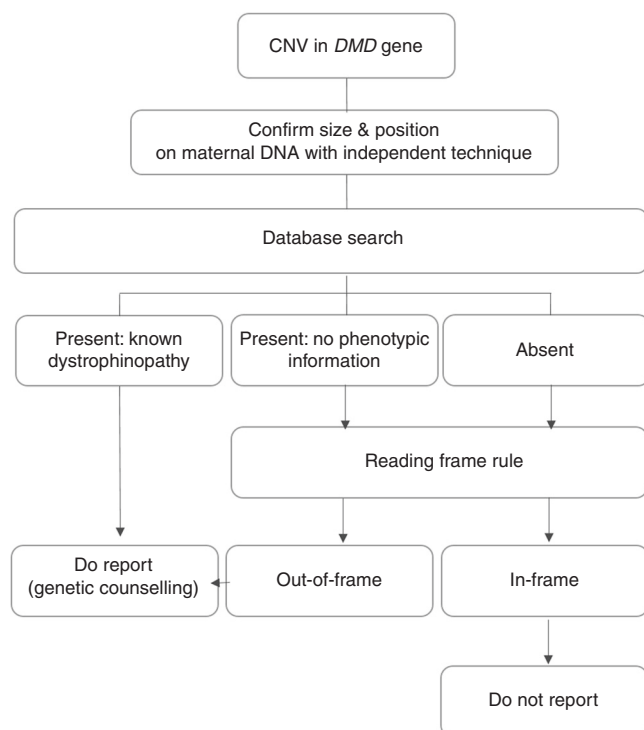 CNV in DMD gene
Confirm size & position
on maternal DNA with independent technique
Database search
Present: known
dystrophinopathy
Present: no phenotypic
information
Absent
Reading frame rule
Do report
(genetic counselling)
Out-of-frame
In-frame
Do not report